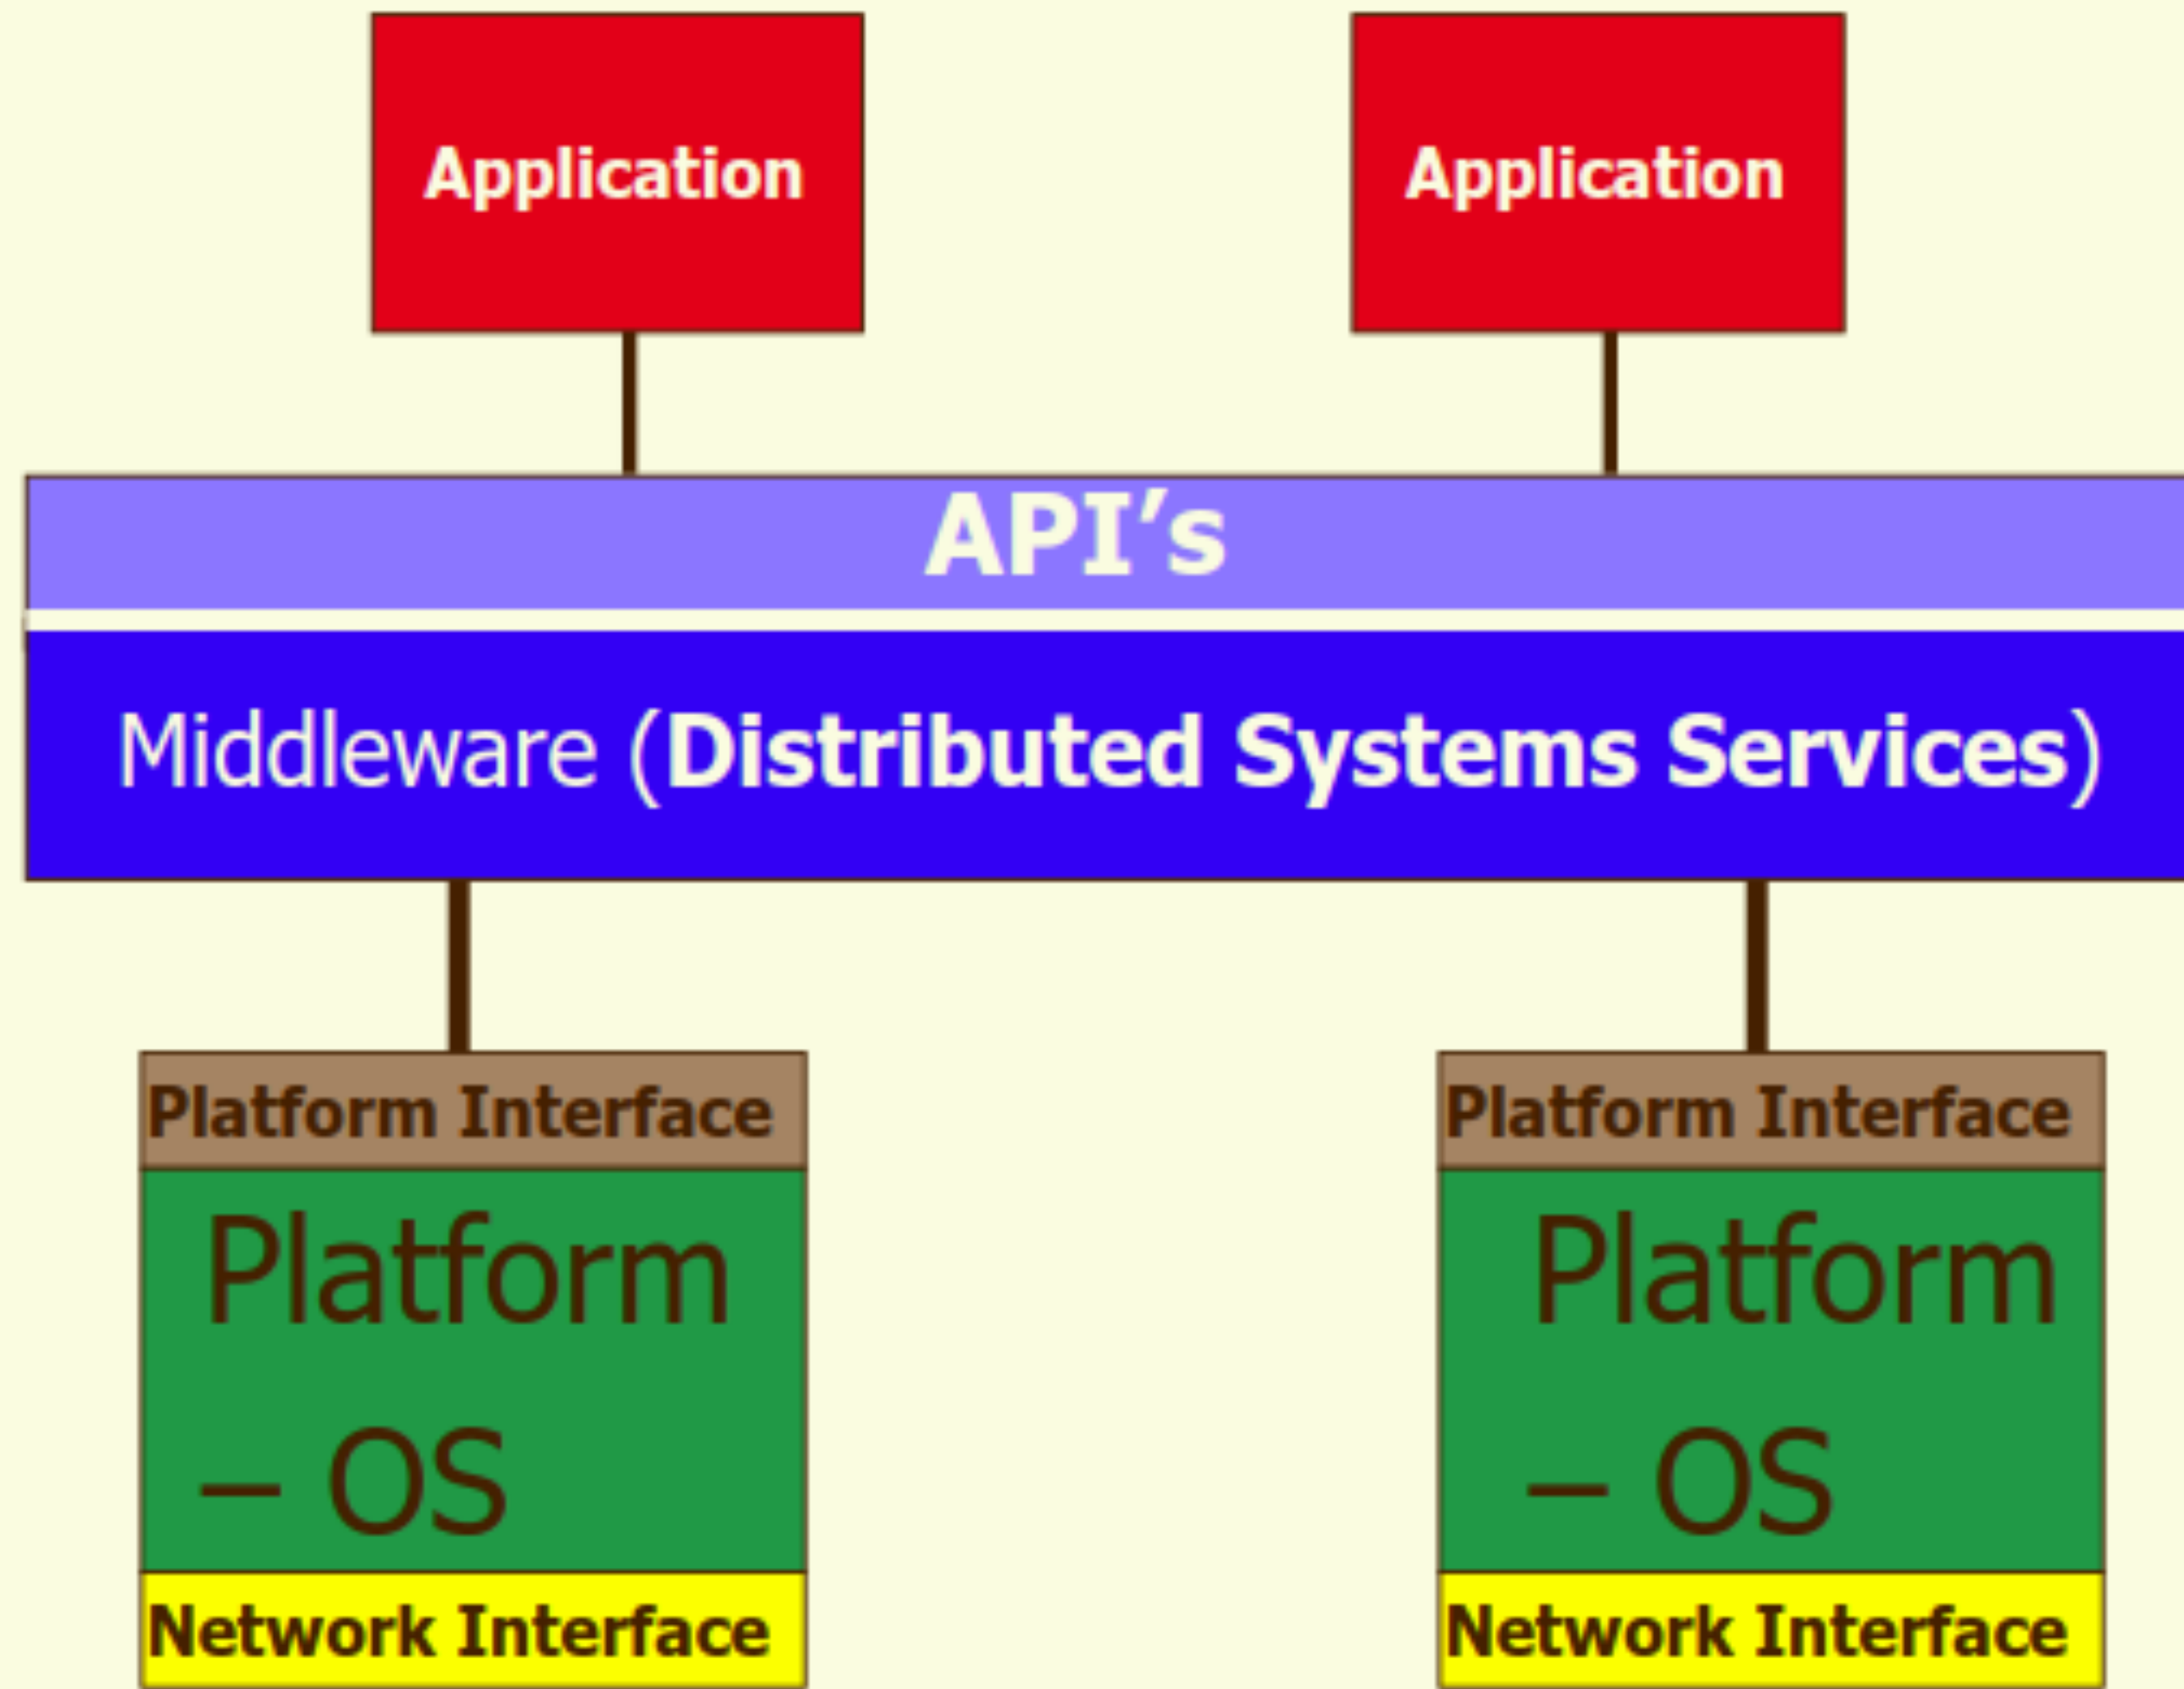 Application
Application
API’s
Middleware (Distributed Systems Services)
Platform Interface
Platform Interface
Platform
– OS
Platform
– OS
Network Interface
Network Interface